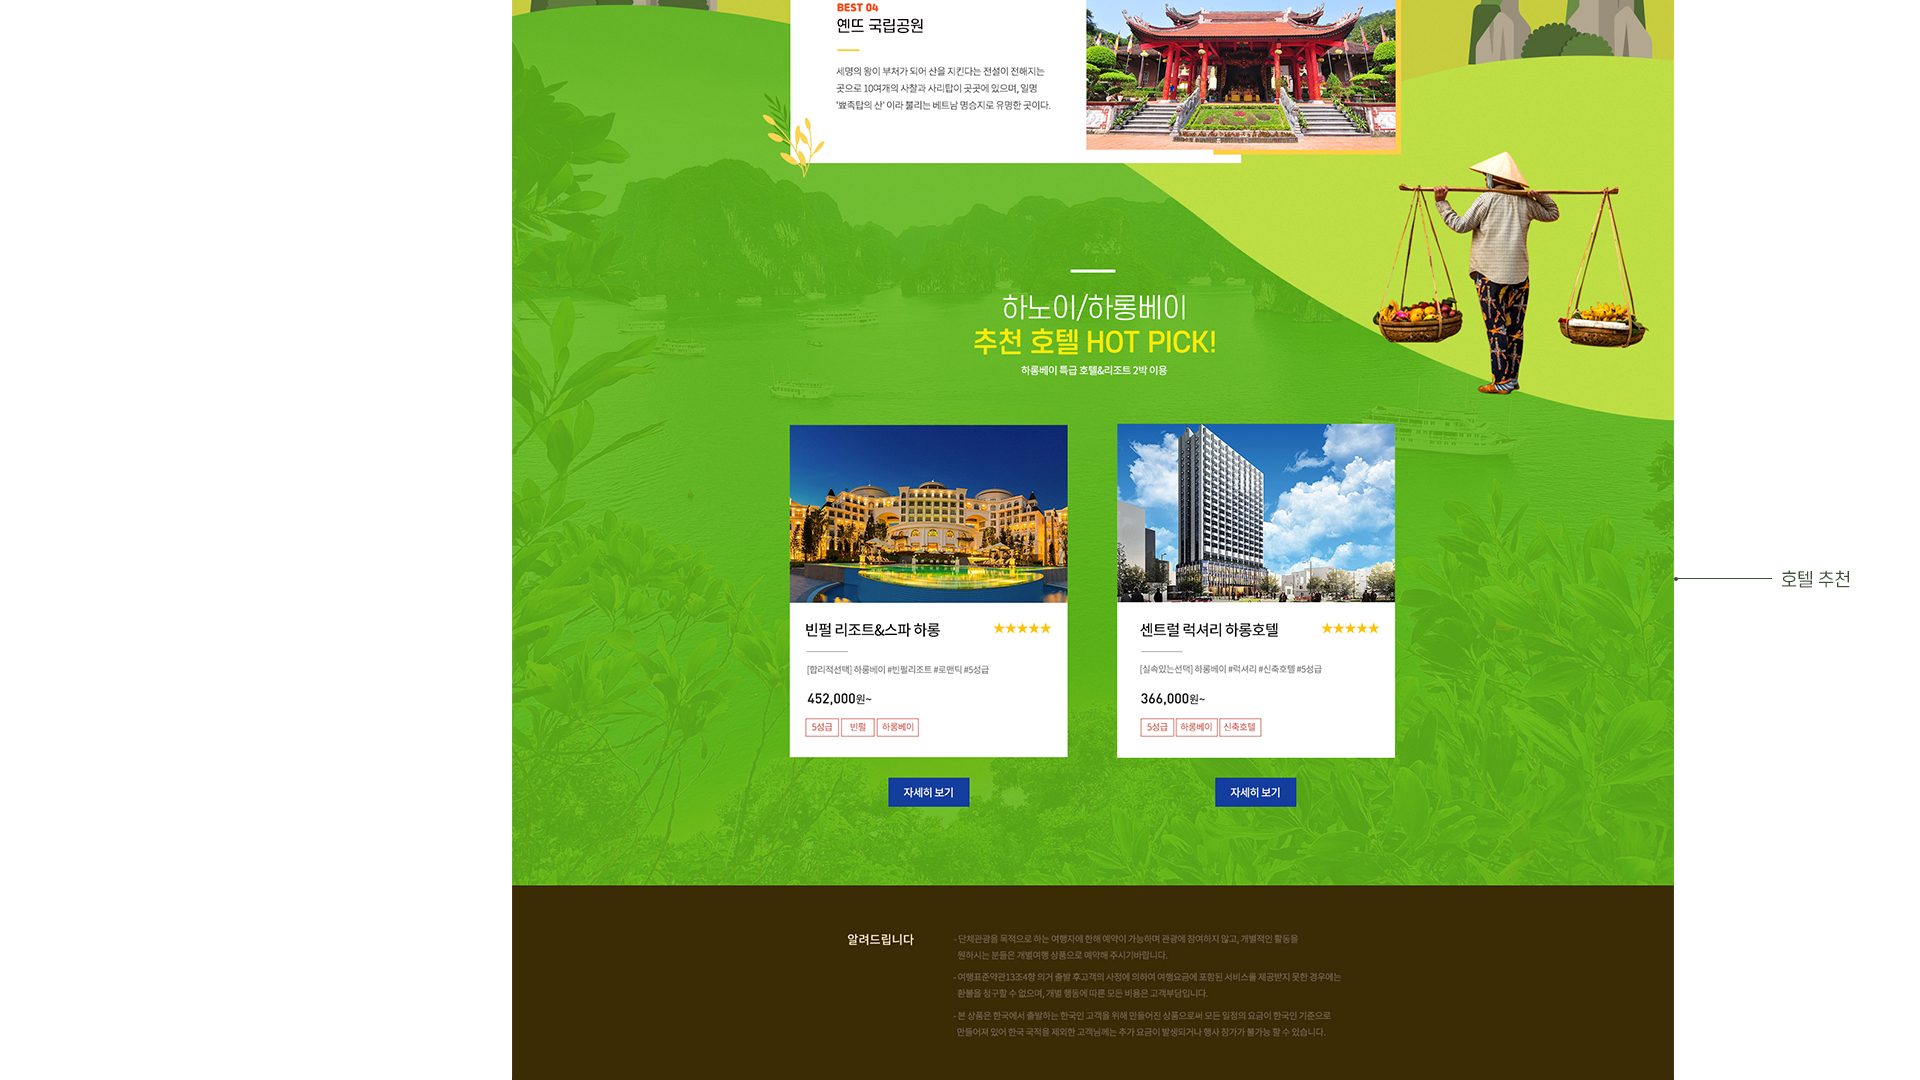 BEST 04
옌뜨 국립공원
세명의 왕이 부처가 되어 산을 지킨다는 전설이 전해지는
곳으로 10여개의 사찰과 사리탑이 곳곳에 있으며, 일명
'뾰족탑의 산' 이라 불리는 베트남 명승지로 유명한 곳이다.
하노이/하롱베이
추천 호텔 HOT PICK!
하롱베이 특급 호텔&리조트 2박 이용
빈펄 리조트&스파 하롱 ★★★★★
[합리적선택] 하롱베이 #빈펄리조트 #로맨틱 #5성급
452,000원~
5성급 빈펄 하롱베이
자세히 보기
센트럴 럭셔리 하롱호텔 ★★★★★
[실속있는선택] 하롱베이 #럭셔리 #신축호텔 #5성급
366,000원~
5성급 하롱베이 신축호텔
자세히 보기
호텔 추천
알려드립니다
- 단체관광을 목적으로 하는 여행자에 한해 예약이 가능하며 관광에 참여하지 않고, 개별적인 활동을
원하시는 분들은 개별여행 상품으로 예약해 주시기바랍니다.
- 여행표준약관13조4항 의거 출발 후고객의 사정에 의하여 여행요금에 포함된 서비스를 제공받지 못한 경우에는
환불을 청구할 수 없으며, 개별 행동에 따른 모든 비용은 고객부담입니다.
- 본 상품은 한국에서 출발하는 한국인 고객을 위해 만들어진 상품으로써 모든 일정의 요금이 한국인 기준으로
만들어져 있어 한국 국적을 제외한 고객님께는 추가 요금이 발생되거나 행사 참가가 불가능 할 수 있습니다.